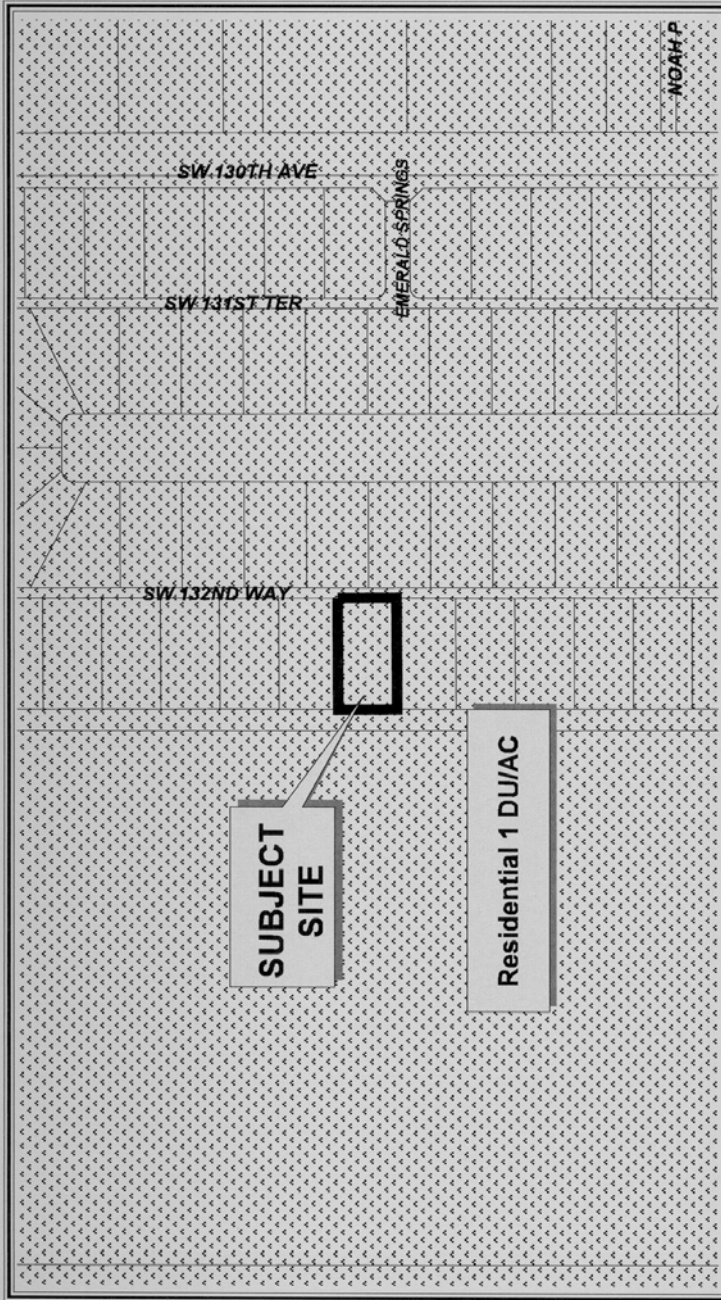 NOAH P
SW 130TH AVE
EMERALD SPRINGS
SW 131ST TER
SW 132ND WAY
SUBJECT
SITE
Residential 1 DU/AC